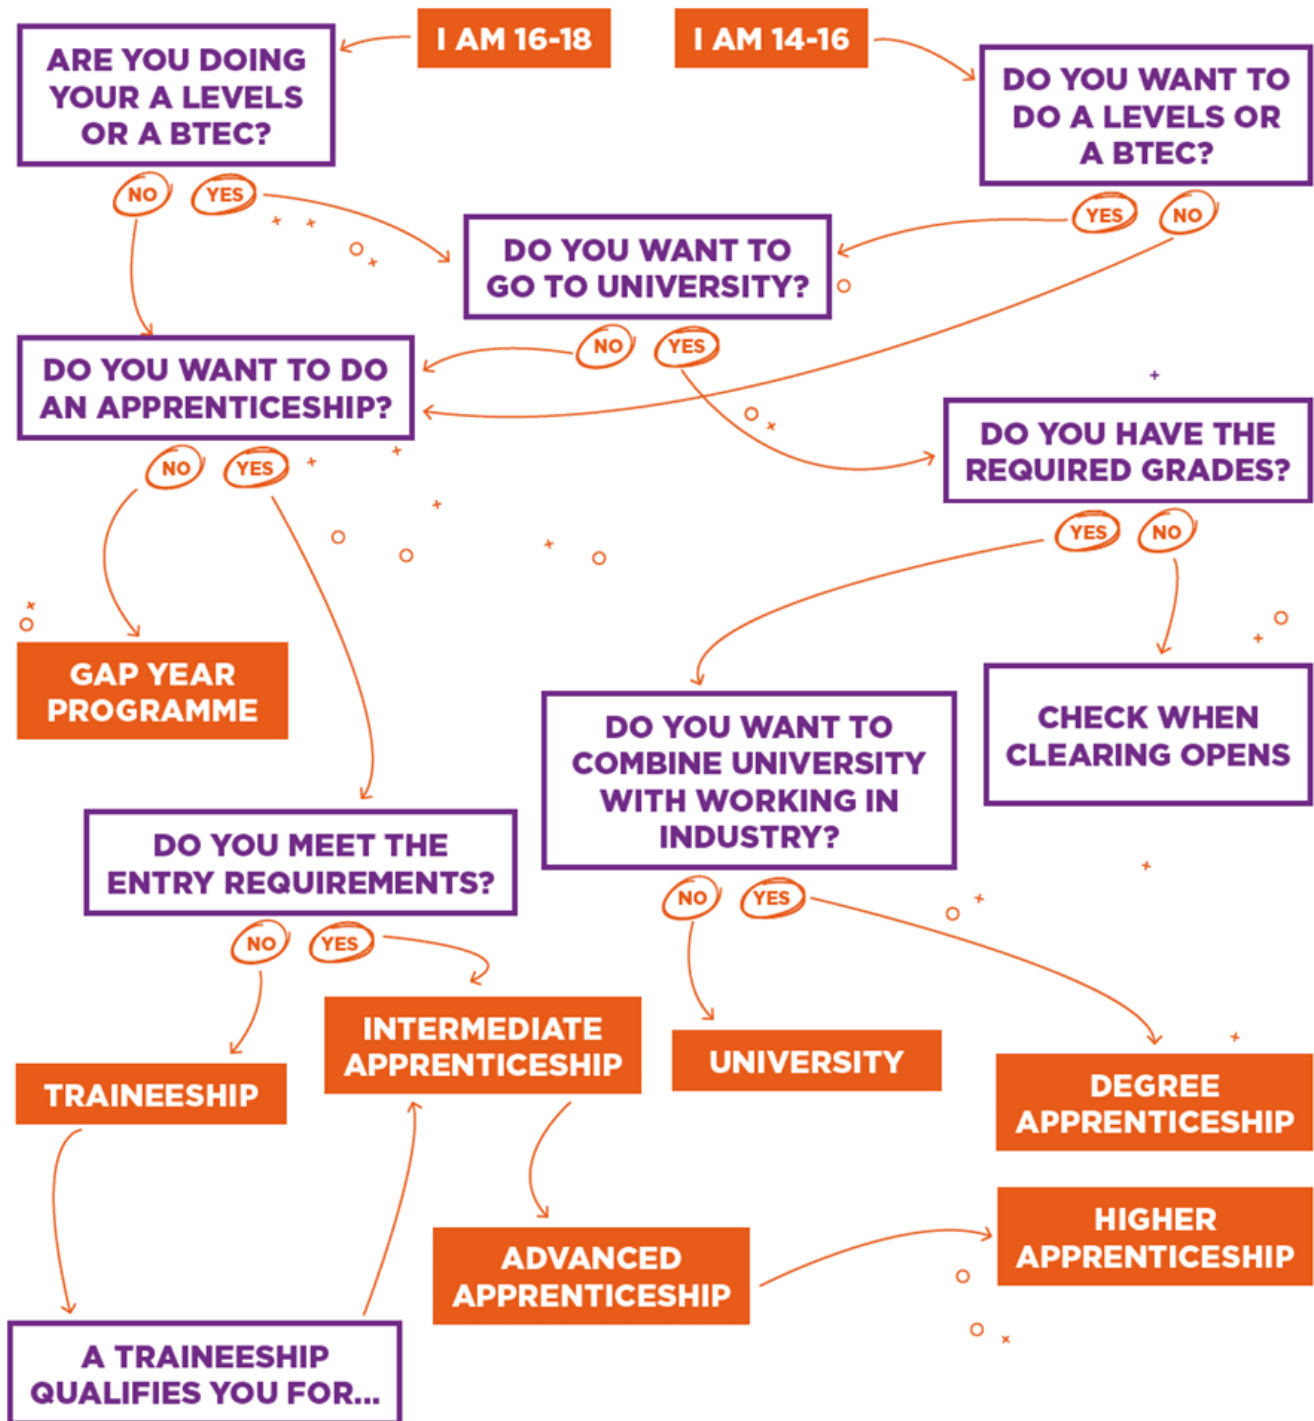 I AM 16-18
I AM 14-16
ARE YOU DOING
YOUR A LEVELS
OR A BTEC?
NO
YES
DO YOU WANT TO
DO A LEVELS OR
A BTEC?
YES
NO
DO YOU WANT TO
GO TO UNIVERSITY?
NO
YES
DO YOU WANT TO DO
AN APPRENTICESHIP?
NO
YES
DO YOU HAVE THE
REQUIRED GRADES?
YES
NO
GAP YEAR
PROGRAMME
DO YOU WANT TO
COMBINE UNIVERSITY
WITH WORKING IN
INDUSTRY?
NO
YES
CHECK WHEN
CLEARING OPENS
DO YOU MEET THE
ENTRY REQUIREMENTS?
NO
YES
TRAINEESHIP
INTERMEDIATE
APPRENTICESHIP
UNIVERSITY
DEGREE
APPRENTICESHIP
ADVANCED
APPRENTICESHIP
HIGHER
APPRENTICESHIP
A TRAINEESHIP
QUALIFIES YOU FOR...